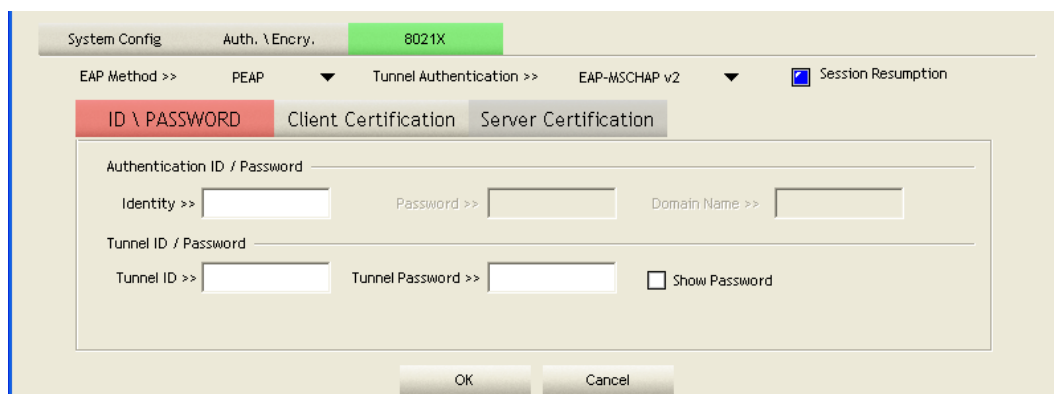 System Config Auth. \ Encry. 8021X
EAP Method >> PEAP Tunnel Authentication >> EAP-MSCHAP v2 Session Resumption
ID \ PASSWORD Client Certification Server Certification
Authentication ID / Password
Identity >> Password >> Domain Name >>
Tunnel ID / Password
Tunnel ID >> Tunnel Password >> Show Password
OK Cancel